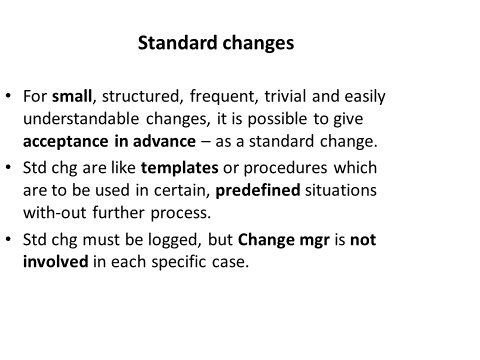 Standard changes
• For small, structured, frequent, trivial and easily
understandable changes, it is possible to give
acceptance in advance – as a standard change.
• Std chg are like templates or procedures which
are to be used in certain, predefined situations
with-out further process.
• Std chg must be logged, but Change mgr is not
involved in each specific case.